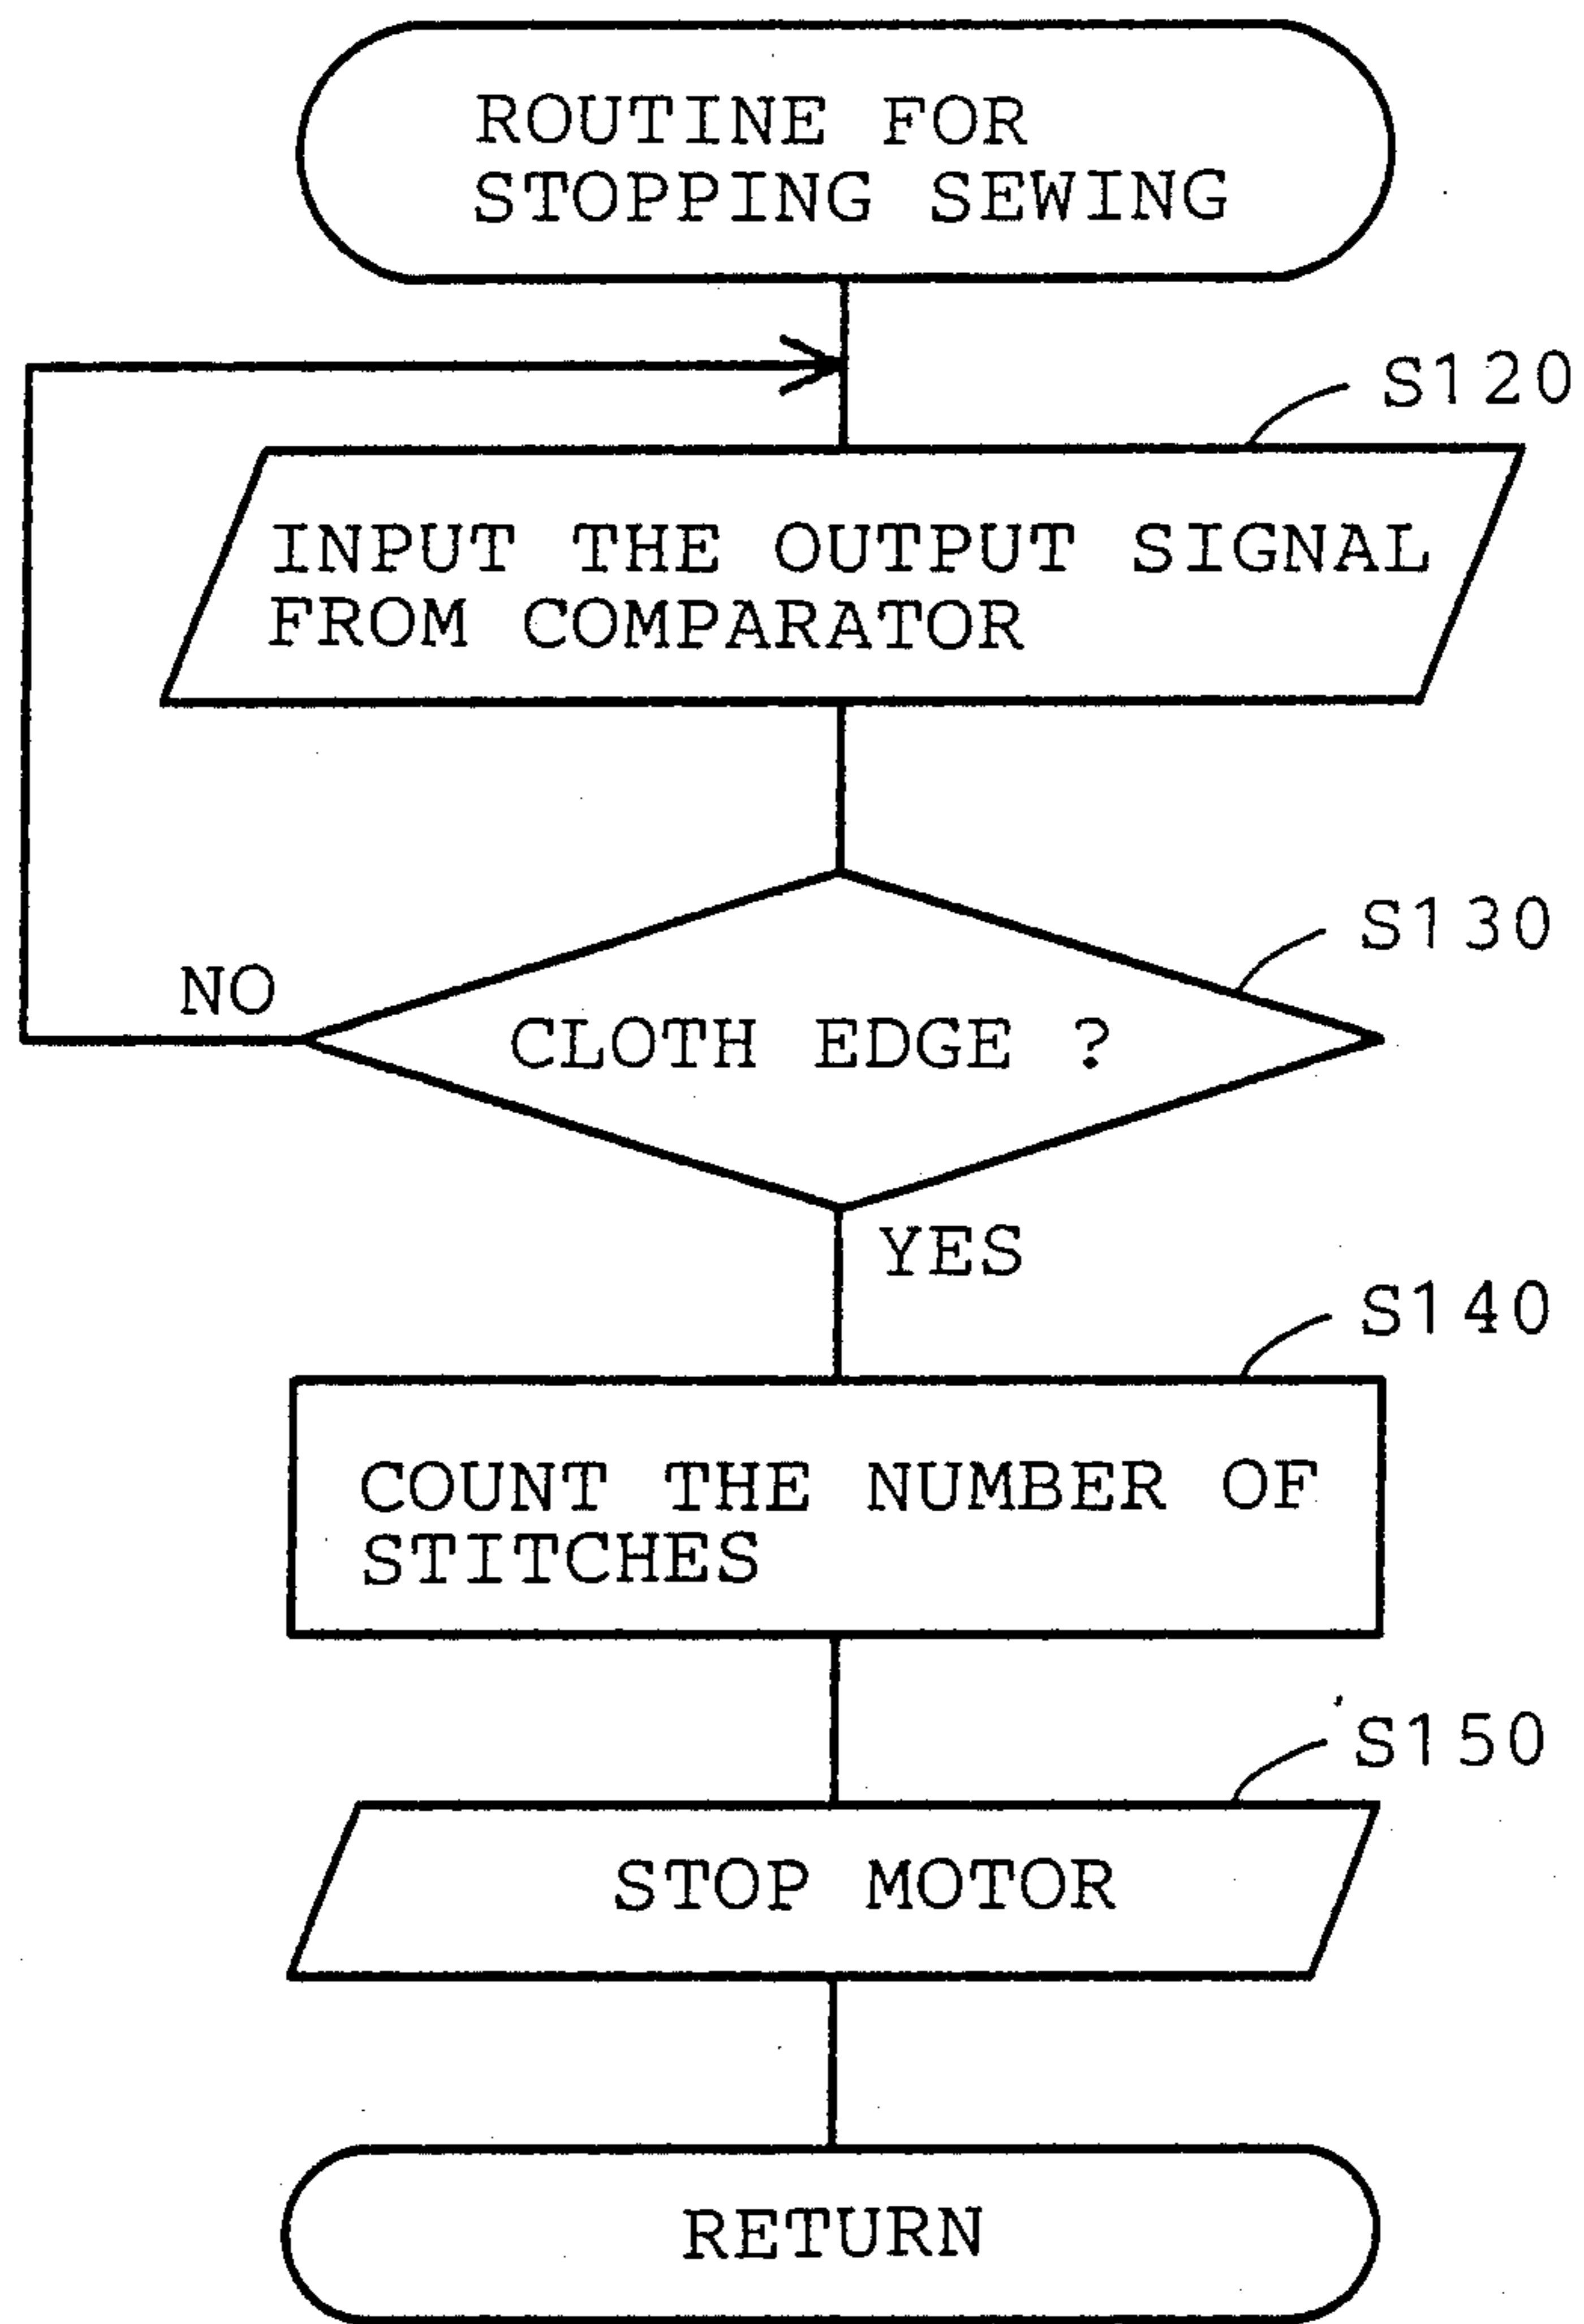 ROUTINE FOR
STOPPING SEWING
S120
INPUT THE OUTPUT SIGNAL
FROM COMPARATOR
S130
NO
CLOTH EDGE ?
YES
S140
COUNT THE NUMBER OF
STITCHES
S150
STOP MOTOR
RETURN